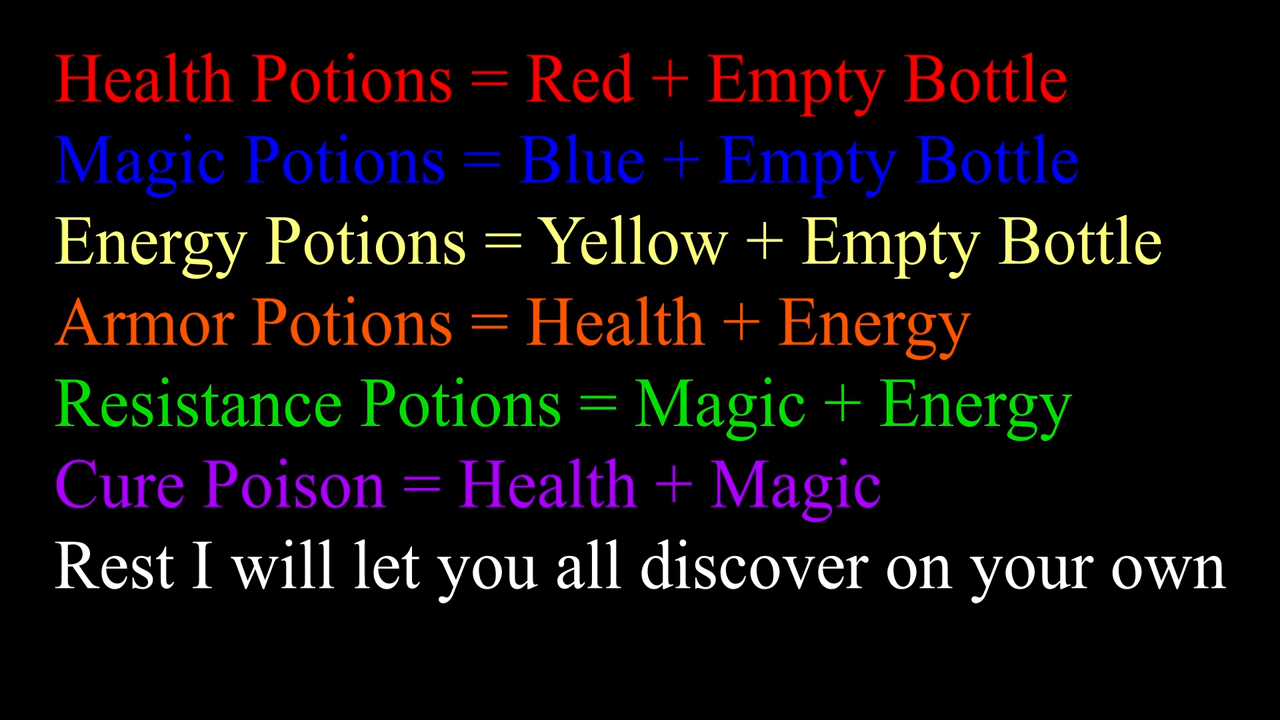 Health Potions = Red + Empty Bottle
Magic Potions = Blue + Empty Bottle
Energy Potions = Yellow + Empty Bottle
Armor Potions = Health + Energy
Resistance Potions = Magic + Energy
Cure Poison = Health + Magic
Rest I will let you all discover on your own